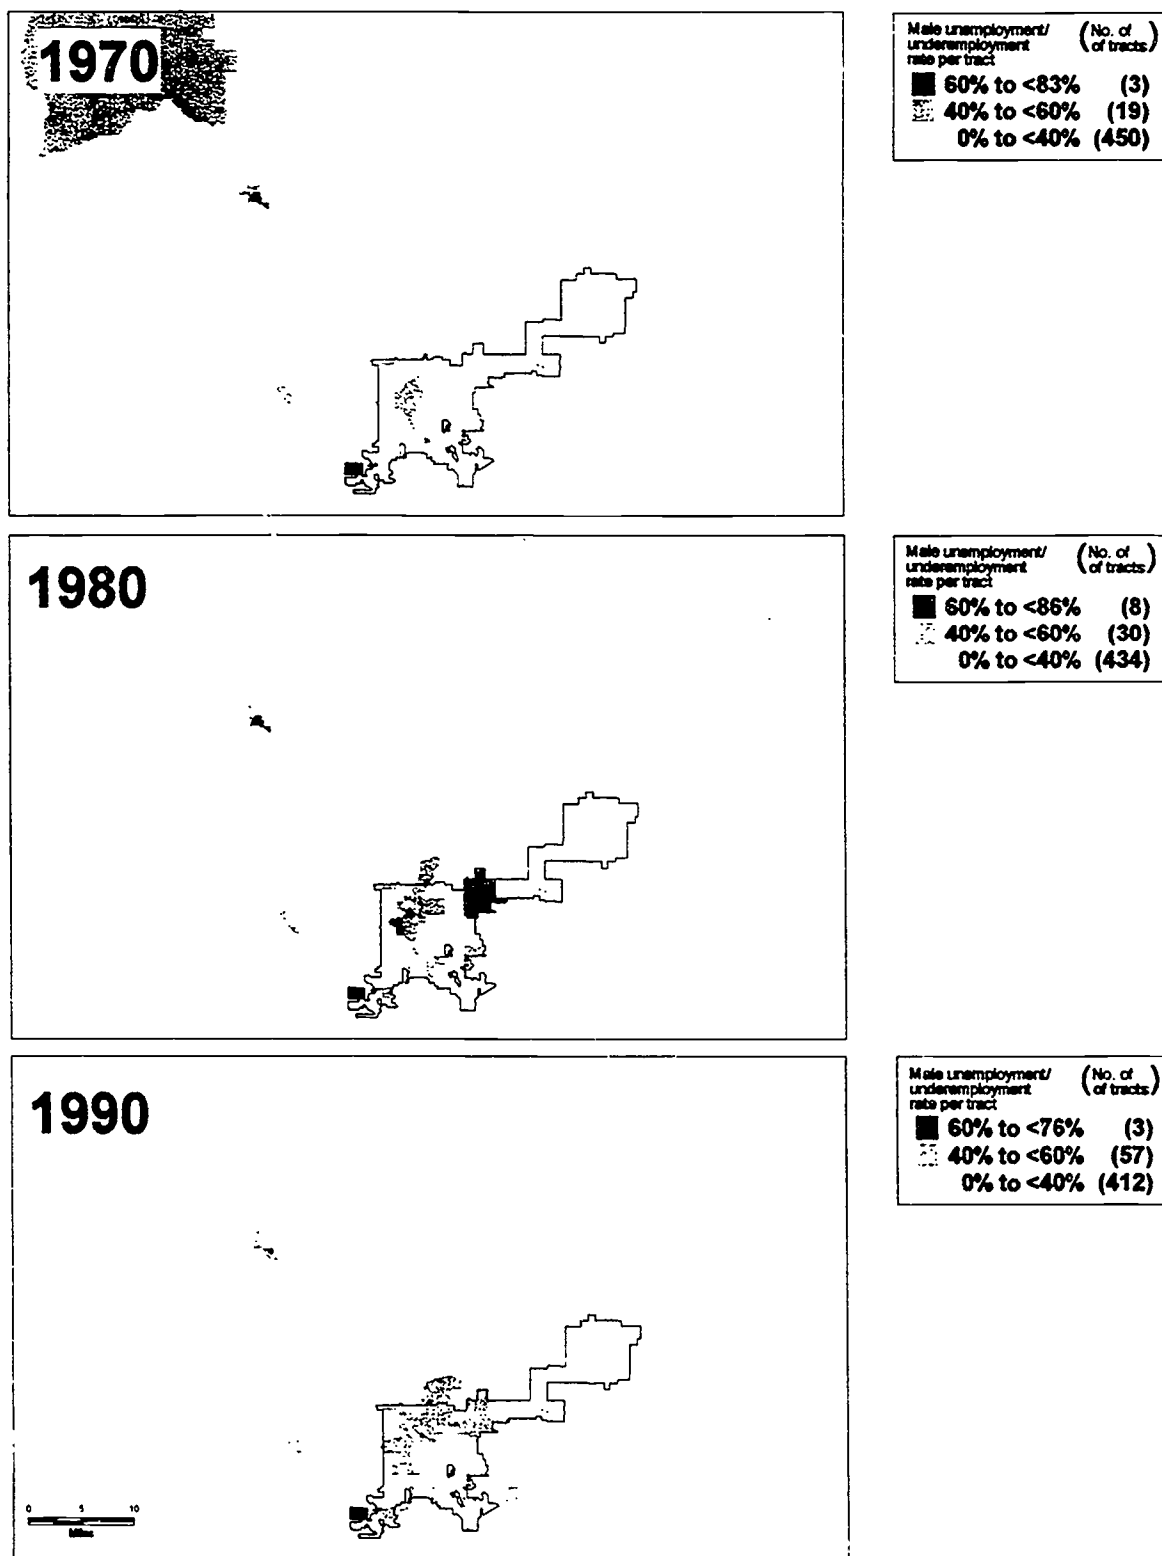 1970
Male unemployment/ (No. of
underemployment of tracts)
rate per tract
60% to <83% (3)
40% to <60% (19)
0% to <40% (450)
1980
Male unemployment/ (No. of
underemployment of tracts)
rate per tract
60% to <86% (8)
40% to <60% (30)
0% to <40% (434)
1990
Male unemployment/ (No. of
underemployment of tracts)
rate per tract
60% to <76% (3)
40% to <60% (57)
0% to <40% (412)
0 5 10
Miles